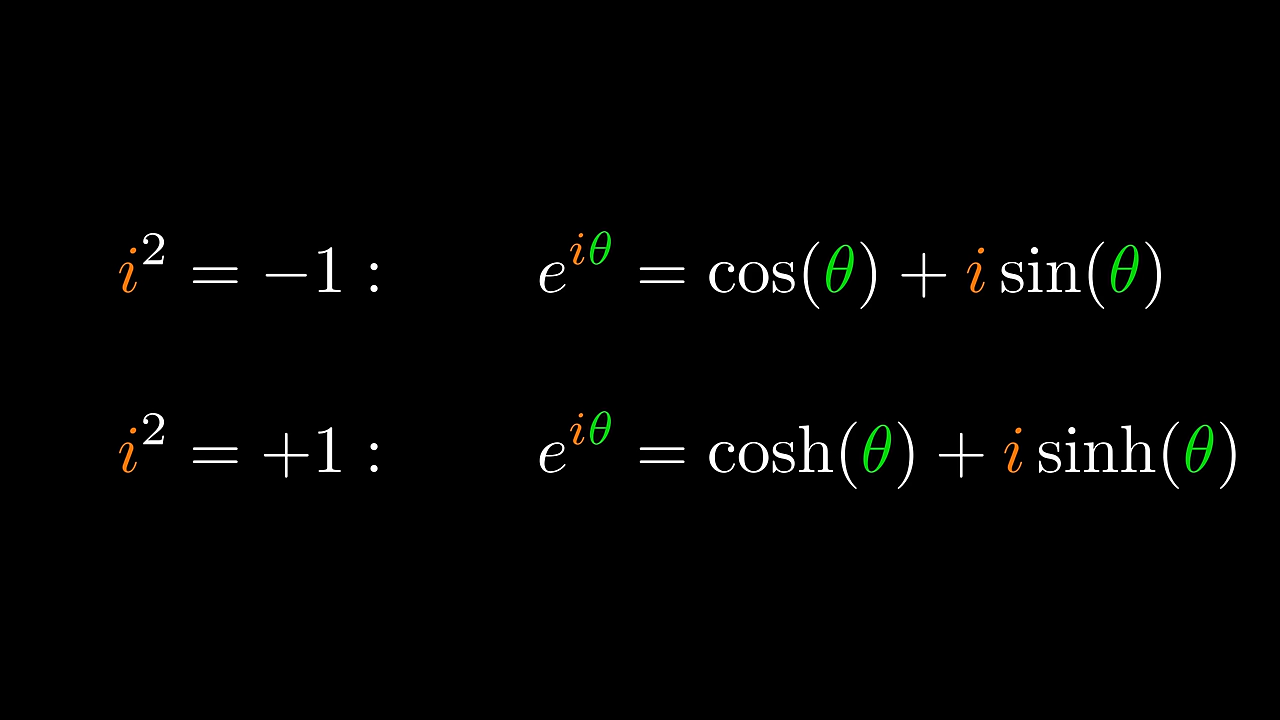 i² = −1 : e^{iθ} = cos(θ) + i sin(θ)
i² = +1 : e^{iθ} = cosh(θ) + i sinh(θ)